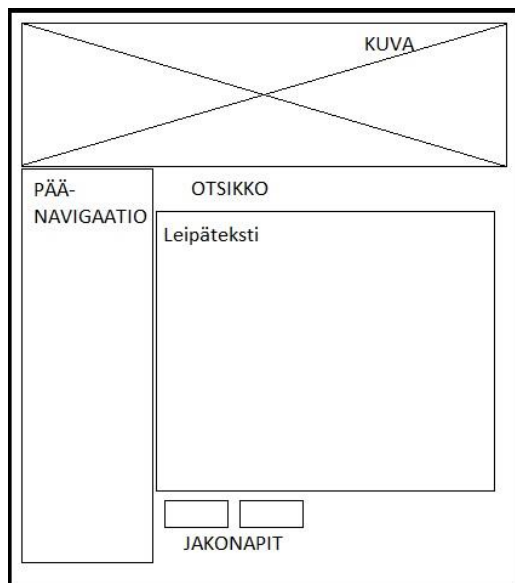 KUVA
PÄÄ-
NAVIGAATIO
OTSIKKO
Leipäteksti
JAKONAPIT